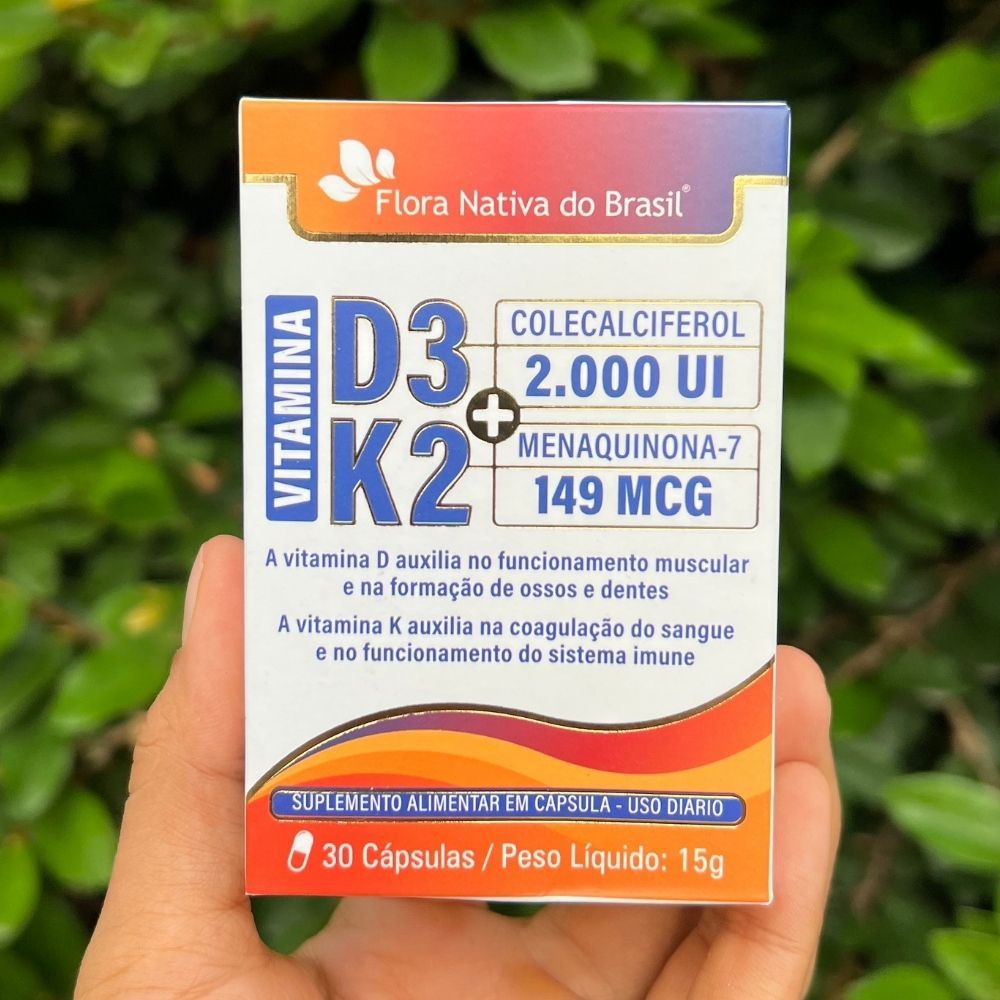 Flora Nativa do Brasil®
VITAMINA
D3
K2
COLECALCIFEROL
2.000 UI
MENAQUINONA-7
149 MCG
A vitamina D auxilia no funcionamento muscular
e na formação de ossos e dentes
A vitamina K auxilia na coagulação do sangue
e no funcionamento do sistema imune
SUPLEMENTO ALIMENTAR EM CÁPSULA - USO DIÁRIO
30 Cápsulas / Peso Líquido: 15g